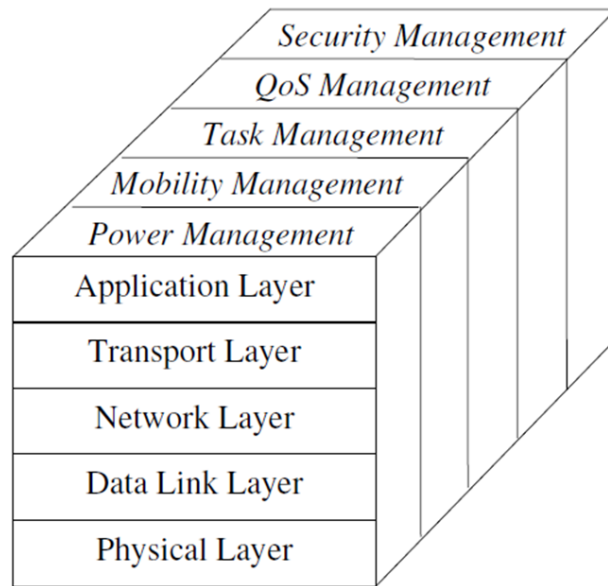 Security Management
QoS Management
Task Management
Mobility Management
Power Management
Application Layer
Transport Layer
Network Layer
Data Link Layer
Physical Layer